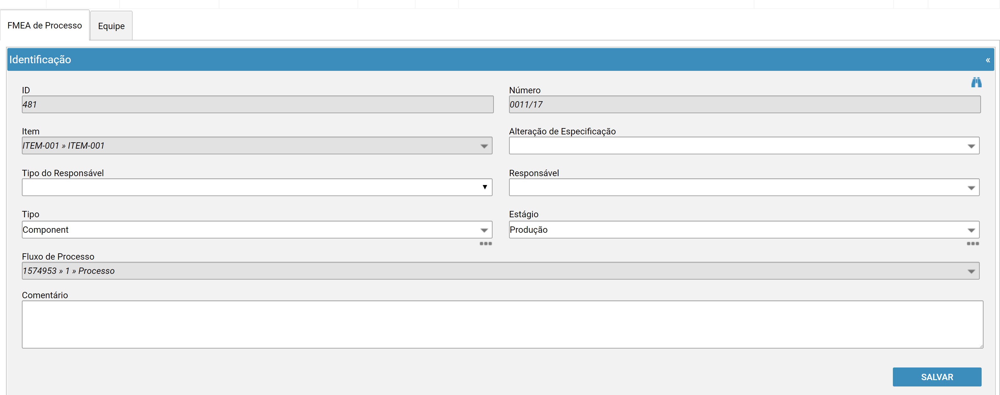 FMEA de Processo
Equipe
Identificação
«
ID
Número
481
0011/17
Item
Alteração de Especificação
ITEM-001 » ITEM-001
Tipo do Responsável
Responsável
Tipo
Estágio
Component
Produção
Fluxo de Processo
1574953 » 1 » Processo
Comentário
SALVAR